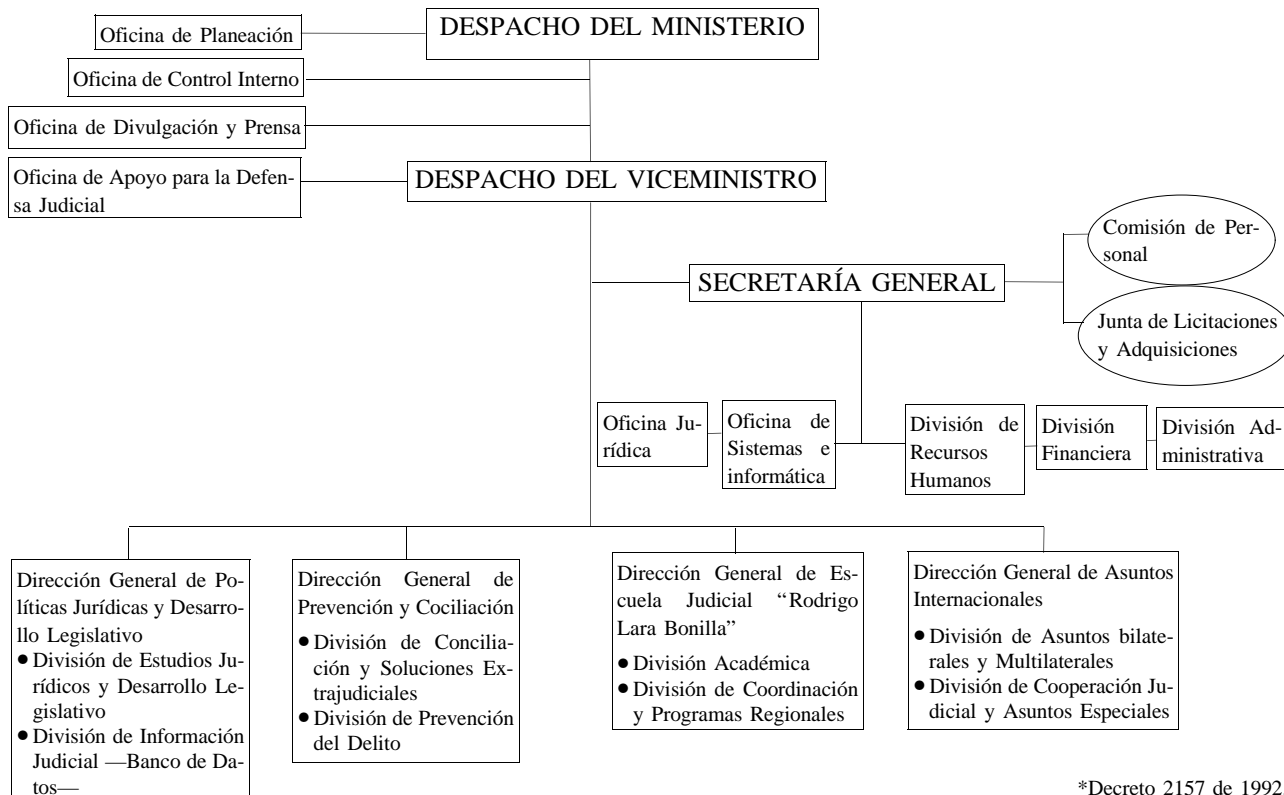 Oficina de Planeación
DESPACHO DEL MINISTERIO
Oficina de Control Interno
Oficina de Divulgación y Prensa
Oficina de Apoyo para la Defen-
sa Judicial
DESPACHO DEL VICEMINISTRO
Comisión de Per-
sonal
SECRETARÍA GENERAL
Junta de Licitaciones
y Adquisiciones
Oficina Ju-
rídica
Oficina de
Sistemas e
informática
División de
Recursos
Humanos
División
Financiera
División Ad-
ministrativa
Dirección General de Po-
líticas Jurídicas y Desarro-
llo Legislativo
● División de Estudios Ju-
rídicos y Desarrollo Le-
gislativo
● División de Información
Judicial —Banco de Da-
tos—
Dirección General de
Prevención y Cociliación
● División de Concilia-
ción y Soluciones Ex-
trajudiciales
● División de Prevención
del Delito
Dirección General de Es-
cuela Judicial “Rodrigo
Lara Bonilla”
● División Académica
● División de Coordinación
y Programas Regionales
Dirección General de Asuntos
Internacionales
● División de Asuntos bilate-
rales y Multilaterales
● División de Cooperación Ju-
dicial y Asuntos Especiales
*Decreto 2157 de 1992